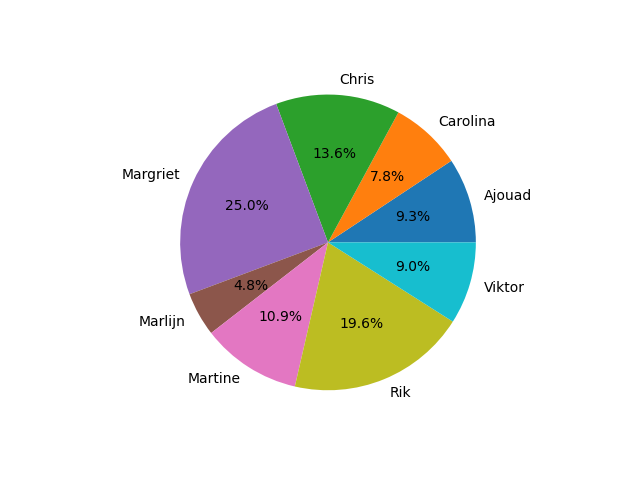 Chris
13.6%
Carolina
7.8%
Ajouad
9.3%
Margriet
25.0%
Marlijn
4.8%
Martine
10.9%
Rik
19.6%
Viktor
9.0%